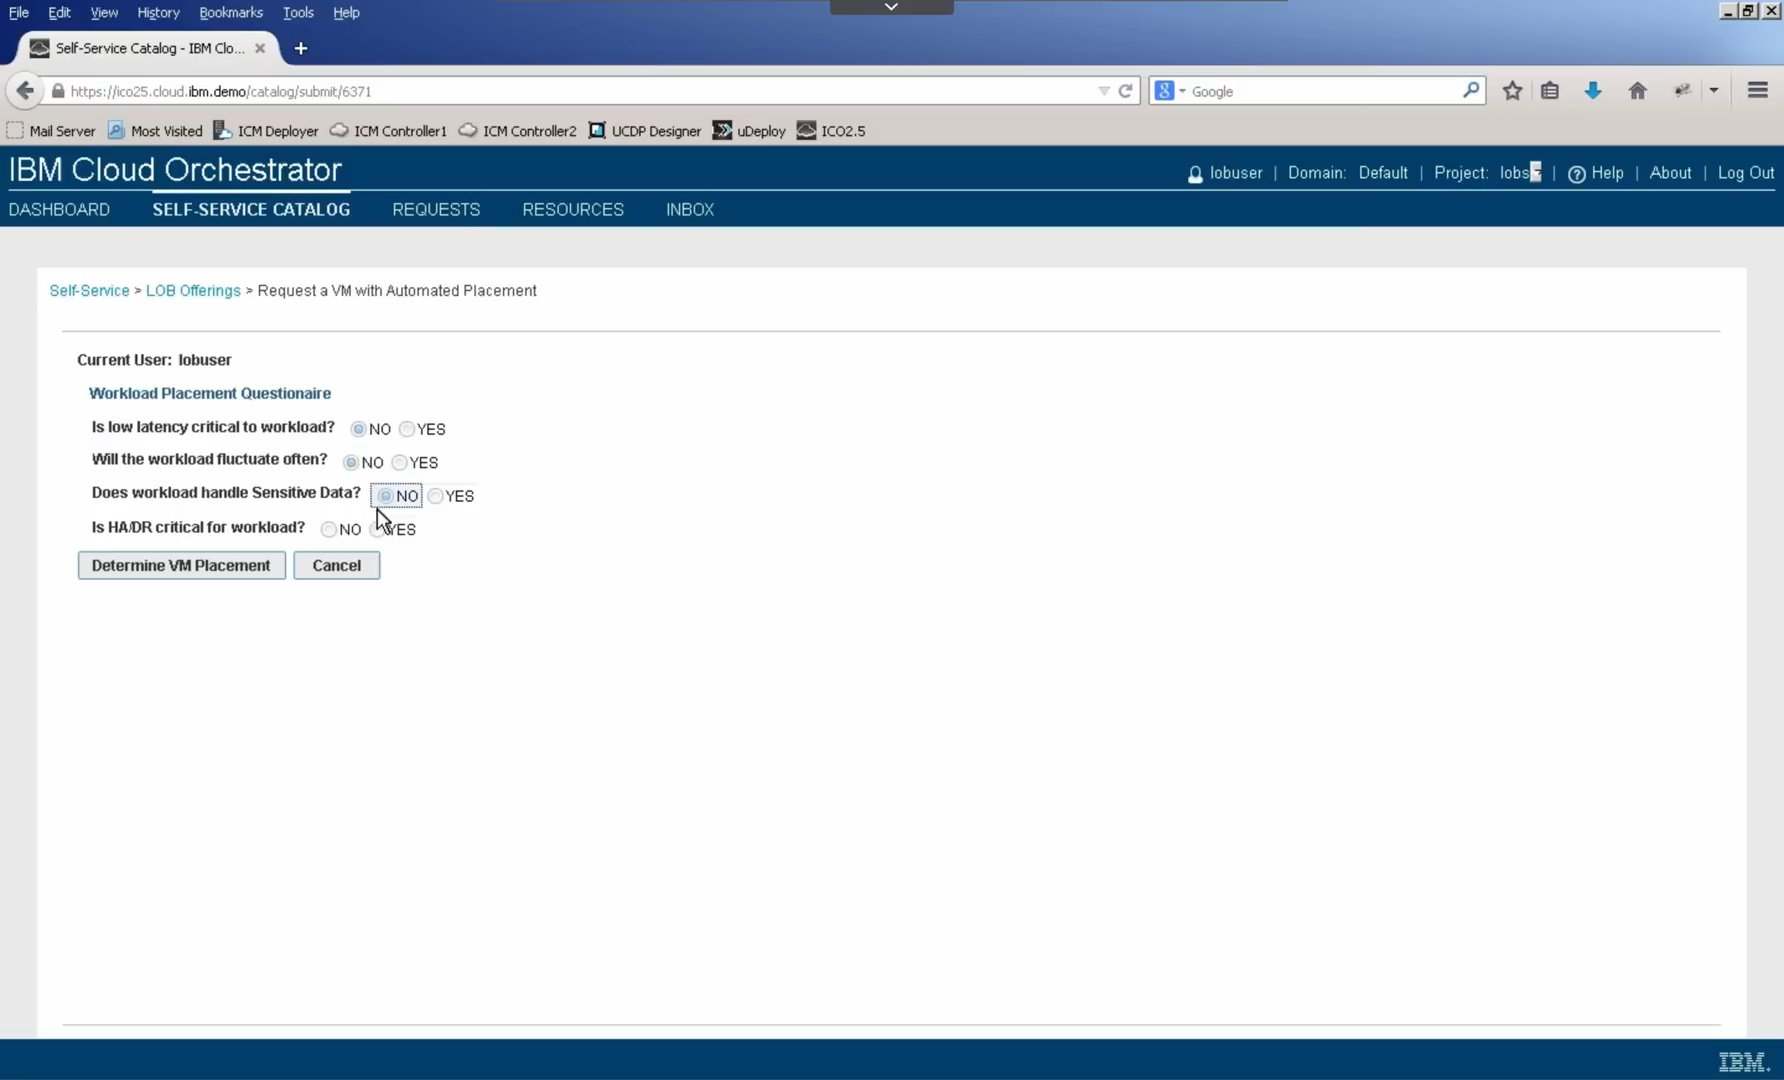 File Edit View History Bookmarks Tools Help
Self-Service Catalog - IBM Clo...
https://ico25.cloud.ibm.demo/catalog/submit/6371
Google
Mail Server Most Visited ICM Deployer ICM Controller1 ICM Controller2 UCDP Designer uDeploy ICO2.5
IBM Cloud Orchestrator
lobuser | Domain: Default | Project: lobs | Help | About | Log Out
DASHBOARD SELF-SERVICE CATALOG REQUESTS RESOURCES INBOX
Self-Service > LOB Offerings > Request a VM with Automated Placement
Current User: lobuser
Workload Placement Questionaire
Is low latency critical to workload? NO YES
Will the workload fluctuate often? NO YES
Does workload handle Sensitive Data? NO YES
Is HA/DR critical for workload? NO YES
Determine VM Placement Cancel
IBM.